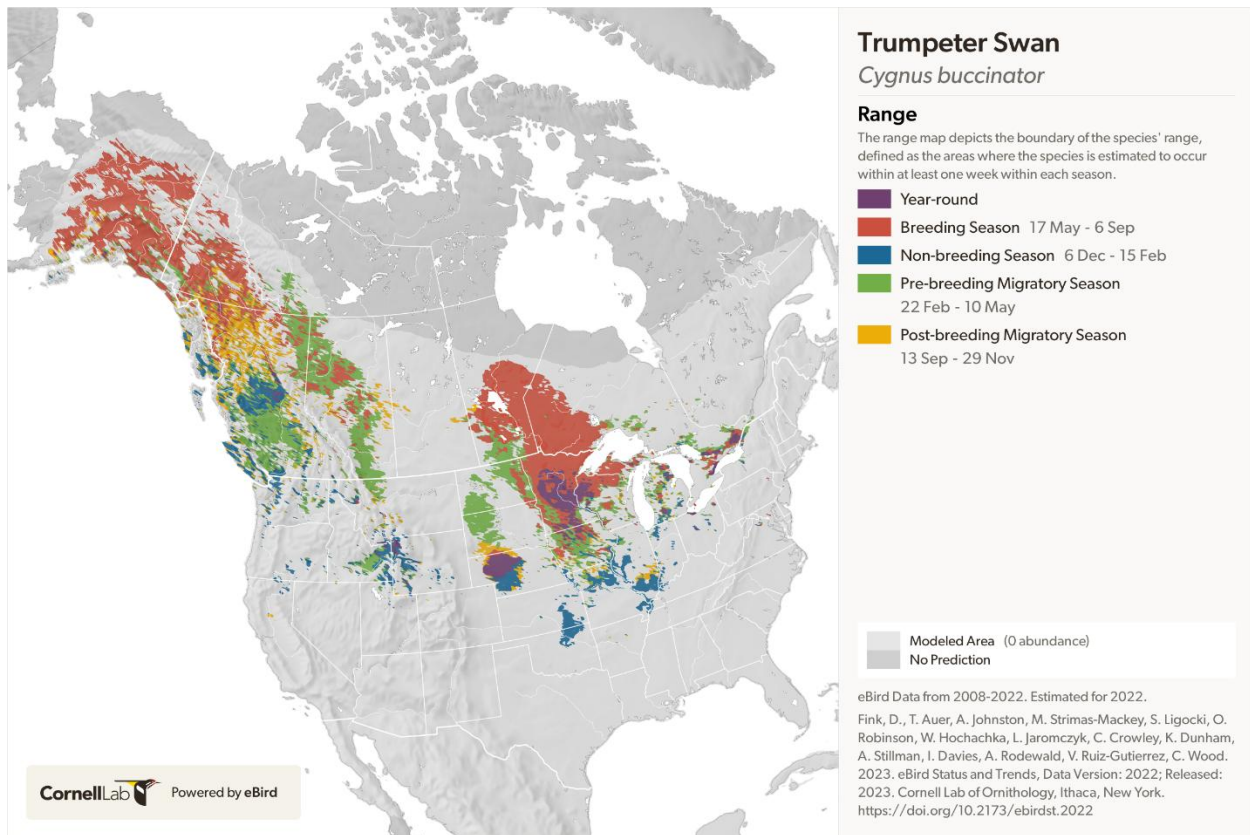 Trumpeter Swan
Cygnus buccinator
Range
The range map depicts the boundary of the species' range,
defined as the areas where the species is estimated to occur
within at least one week within each season.
Year-round
Breeding Season 17 May - 6 Sep
Non-breeding Season 6 Dec - 15 Feb
Pre-breeding Migratory Season
22 Feb - 10 May
Post-breeding Migratory Season
13 Sep - 29 Nov
Modeled Area (0 abundance)
No Prediction
eBird Data from 2008-2022. Estimated for 2022.
Fink, D., T. Auer, A. Johnston, M. Strimas-Mackey, S. Ligocki, O.
Robinson, W. Hochachka, L. Jaromczyk, C. Crowley, K. Dunham,
A. Stillman, I. Davies, A. Rodewald, V. Ruiz-Gutierrez, C. Wood.
2023. eBird Status and Trends, Data Version: 2022; Released:
2023. Cornell Lab of Ornithology, Ithaca, New York.
https://doi.org/10.2173/ebirdst.2022
CornellLab Powered by eBird